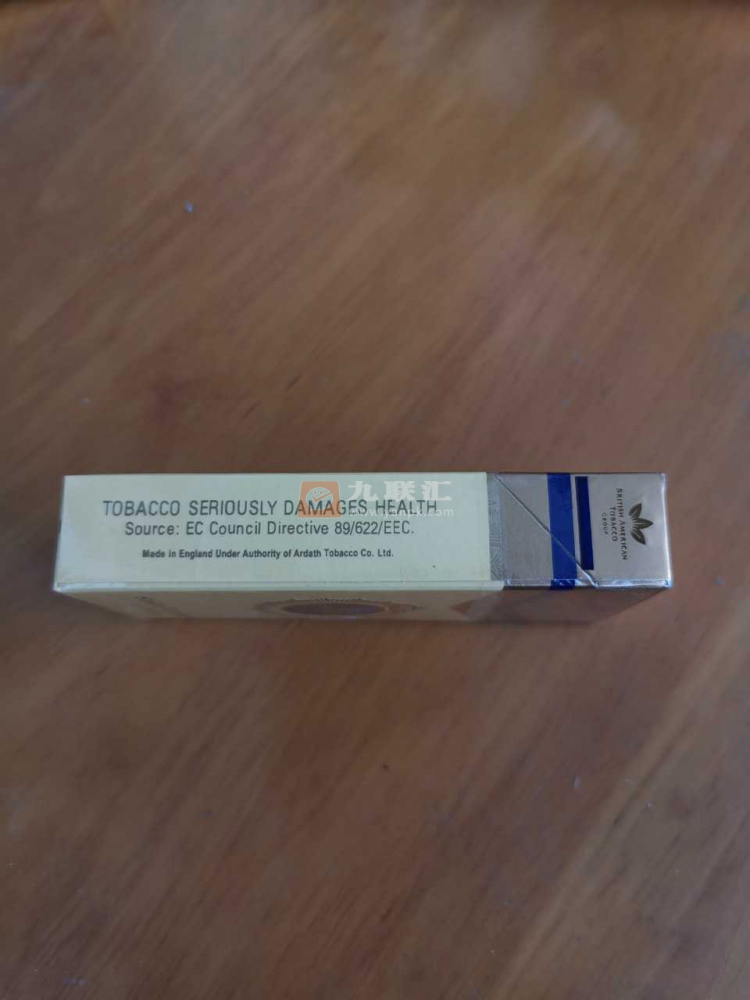 TOBACCO SERIOUSLY DAMAGES HEALTH
Source: EC Council Directive 89/622/EEC.
Made in England Under Authority of Ardath Tobacco Co. Ltd.
BRITISH AMERICAN
TOBACCO
GROUP
九联汇